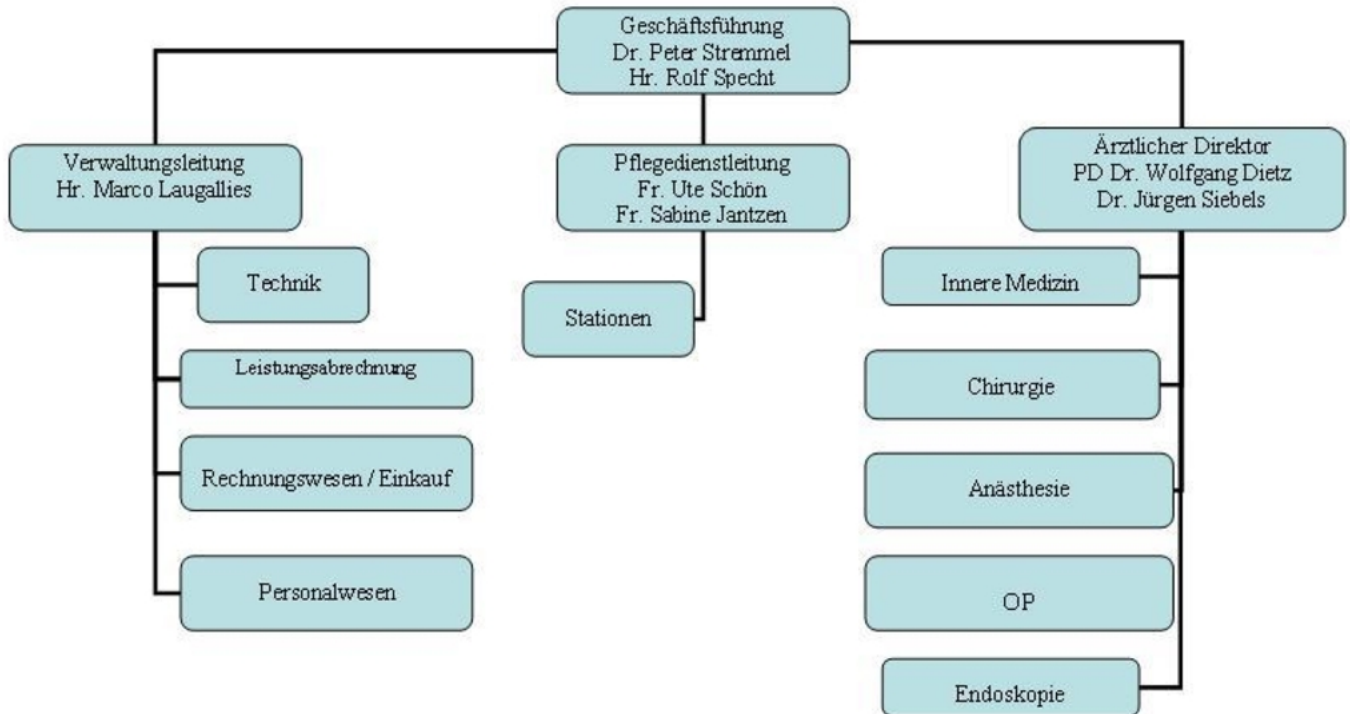 Geschäftsführung
Dr. Peter Stremmel
Hr. Rolf Specht
Verwaltungsleitung
Hr. Marco Laugallies
Pflegedienstleitung
Fr. Ute Schön
Fr. Sabine Jantzen
Ärztlicher Direktor
PD Dr. Wolfgang Dietz
Dr. Jürgen Siebels
Technik
Leistungsabrechnung
Rechnungswesen / Einkauf
Personalwesen
Stationen
Innere Medizin
Chirurgie
Anästhesie
OP
Endoskopie